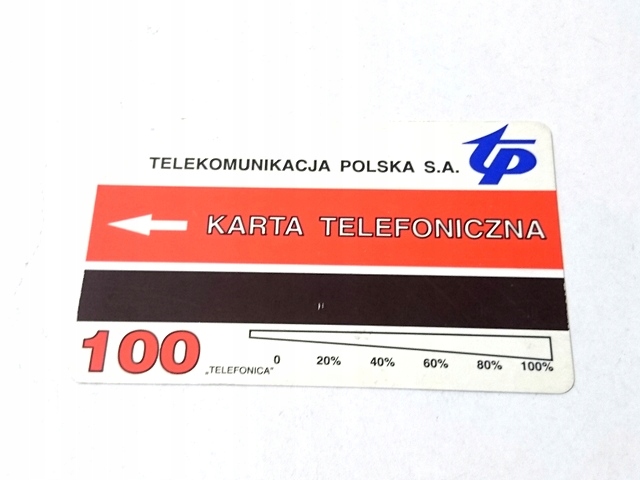 TELEKOMUNIKACJA POLSKA S.A. tp
KARTA TELEFONICZNA
100
„TELEFONICA"
0 20% 40% 60% 80% 100%